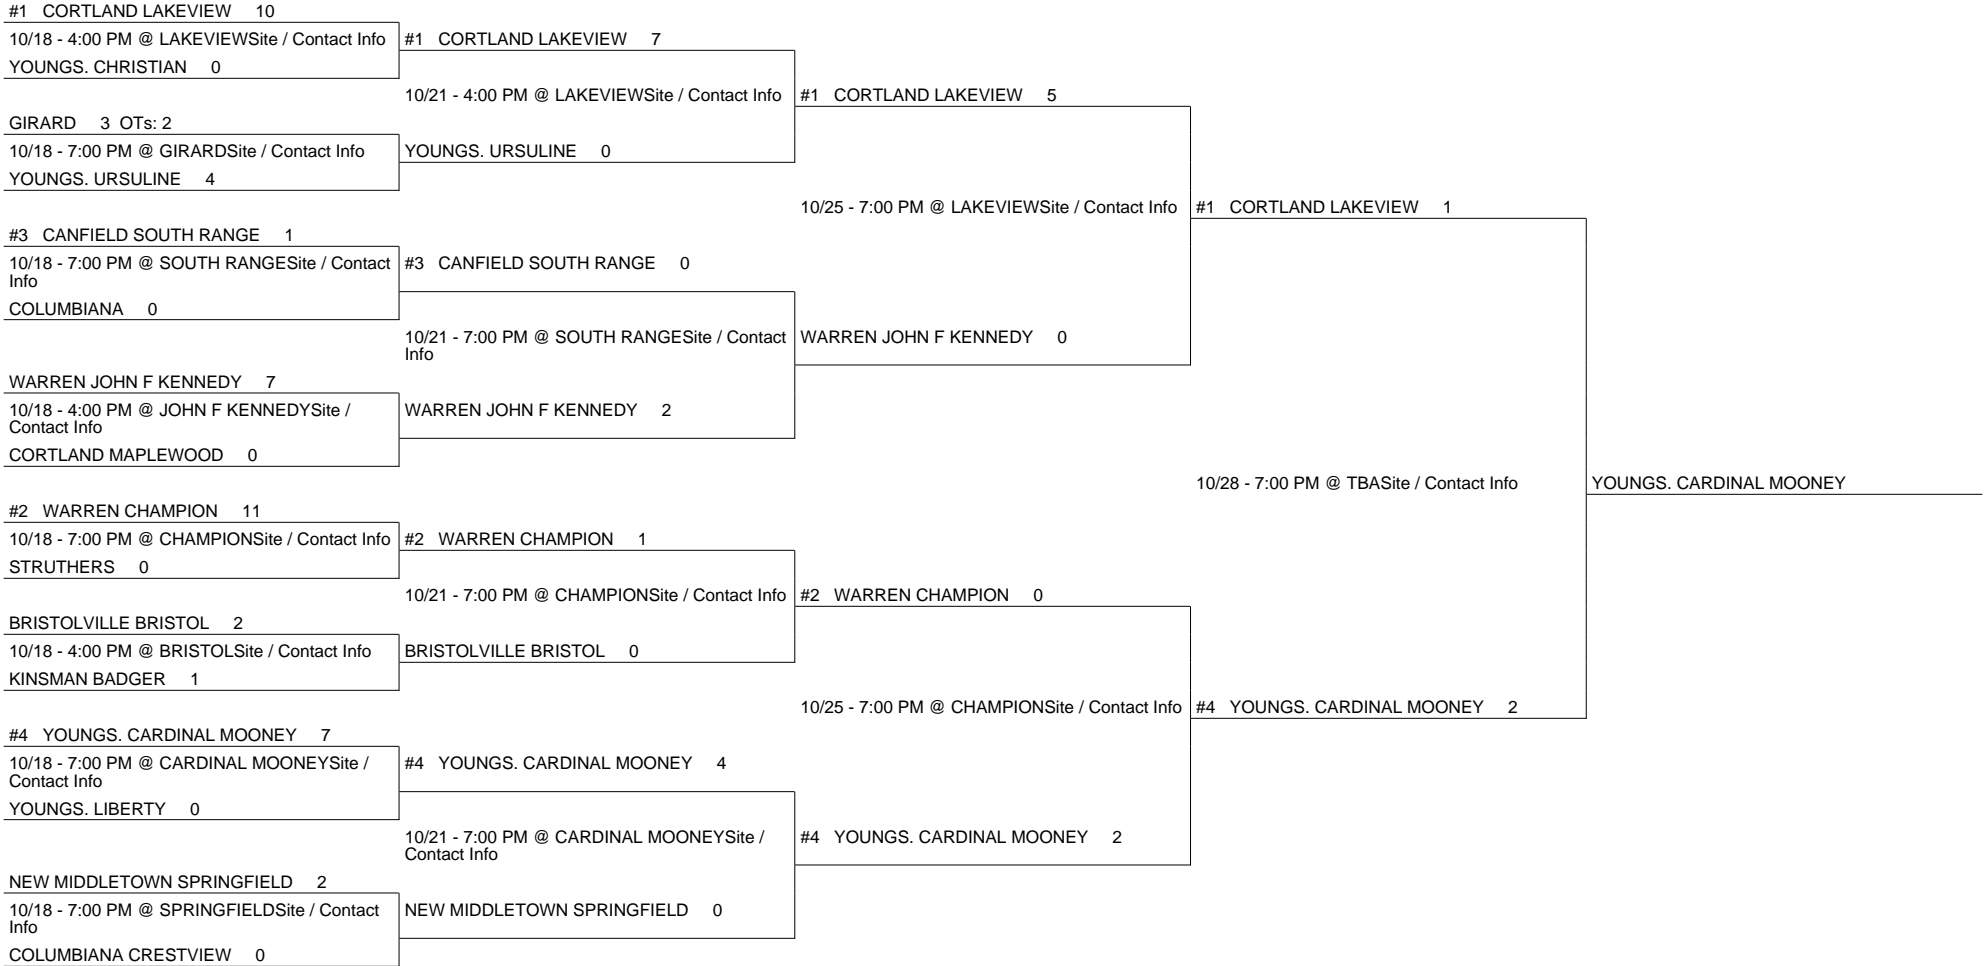 #1 CORTLAND LAKEVIEW 10
10/18 - 4:00 PM @ LAKEVIEWSite / Contact Info
YOUNGS. CHRISTIAN 0
GIRARD 3 OTs: 2
10/18 - 7:00 PM @ GIRARDSite / Contact Info
YOUNGS. URSULINE 4
#3 CANFIELD SOUTH RANGE 1
10/18 - 7:00 PM @ SOUTH RANGESite / Contact
Info
COLUMBIANA 0
WARREN JOHN F KENNEDY 7
10/18 - 4:00 PM @ JOHN F KENNEDYSite /
Contact Info
CORTLAND MAPLEWOOD 0
#2 WARREN CHAMPION 11
10/18 - 7:00 PM @ CHAMPIONSite / Contact Info
STRUTHERS 0
BRISTOLVILLE BRISTOL 2
10/18 - 4:00 PM @ BRISTOLSite / Contact Info
KINSMAN BADGER 1
#4 YOUNGS. CARDINAL MOONEY 7
10/18 - 7:00 PM @ CARDINAL MOONEYSite /
Contact Info
YOUNGS. LIBERTY 0
NEW MIDDLETOWN SPRINGFIELD 2
10/18 - 7:00 PM @ SPRINGFIELDSite / Contact
Info
COLUMBIANA CRESTVIEW 0
#1 CORTLAND LAKEVIEW 7
10/21 - 4:00 PM @ LAKEVIEWSite / Contact Info
YOUNGS. URSULINE 0
#3 CANFIELD SOUTH RANGE 0
10/21 - 7:00 PM @ SOUTH RANGESite / Contact
Info
WARREN JOHN F KENNEDY 2
#2 WARREN CHAMPION 1
10/21 - 7:00 PM @ CHAMPIONSite / Contact Info
BRISTOLVILLE BRISTOL 0
#4 YOUNGS. CARDINAL MOONEY 4
10/21 - 7:00 PM @ CARDINAL MOONEYSite /
Contact Info
NEW MIDDLETOWN SPRINGFIELD 0
#1 CORTLAND LAKEVIEW 5
10/25 - 7:00 PM @ LAKEVIEWSite / Contact Info
WARREN JOHN F KENNEDY 0
#2 WARREN CHAMPION 0
10/25 - 7:00 PM @ CHAMPIONSite / Contact Info
#4 YOUNGS. CARDINAL MOONEY 2
#1 CORTLAND LAKEVIEW 1
10/28 - 7:00 PM @ TBASite / Contact Info
#4 YOUNGS. CARDINAL MOONEY 2
YOUNGS. CARDINAL MOONEY